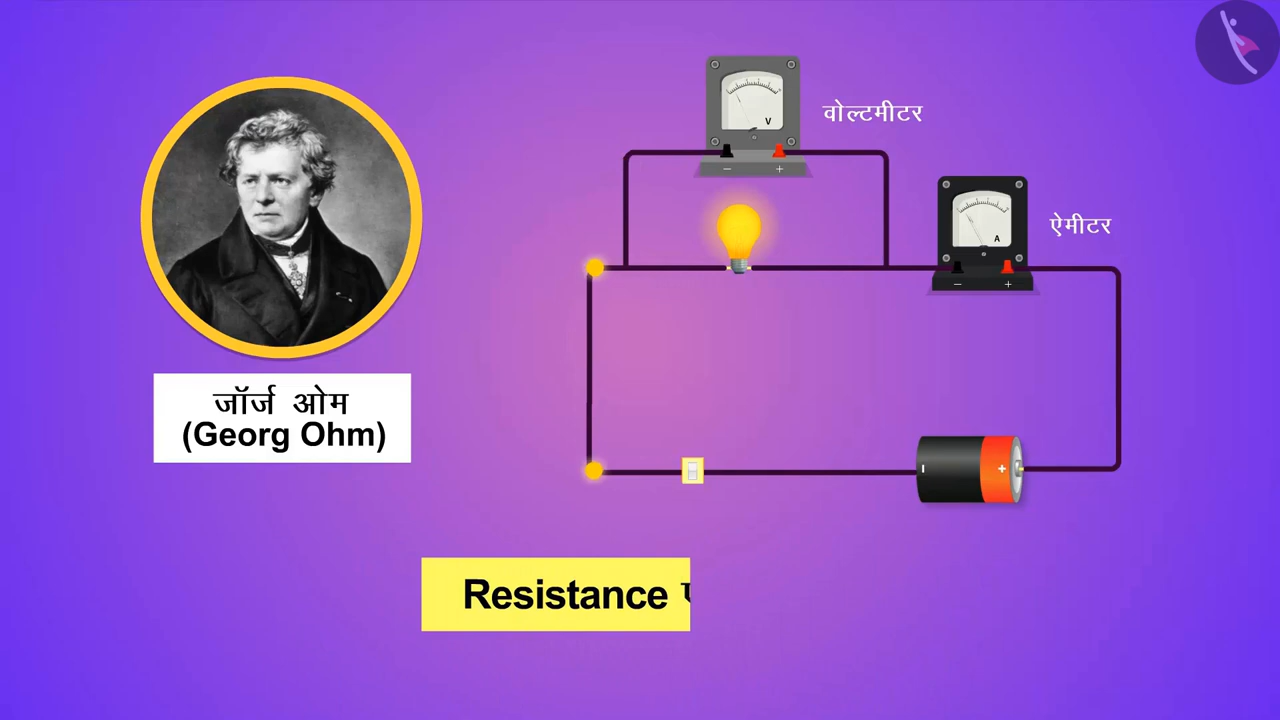 जॉर्ज ओम
(Georg Ohm)
V
वोल्टमीटर
− +
A
ऐमीटर
− +
− +
Resistance